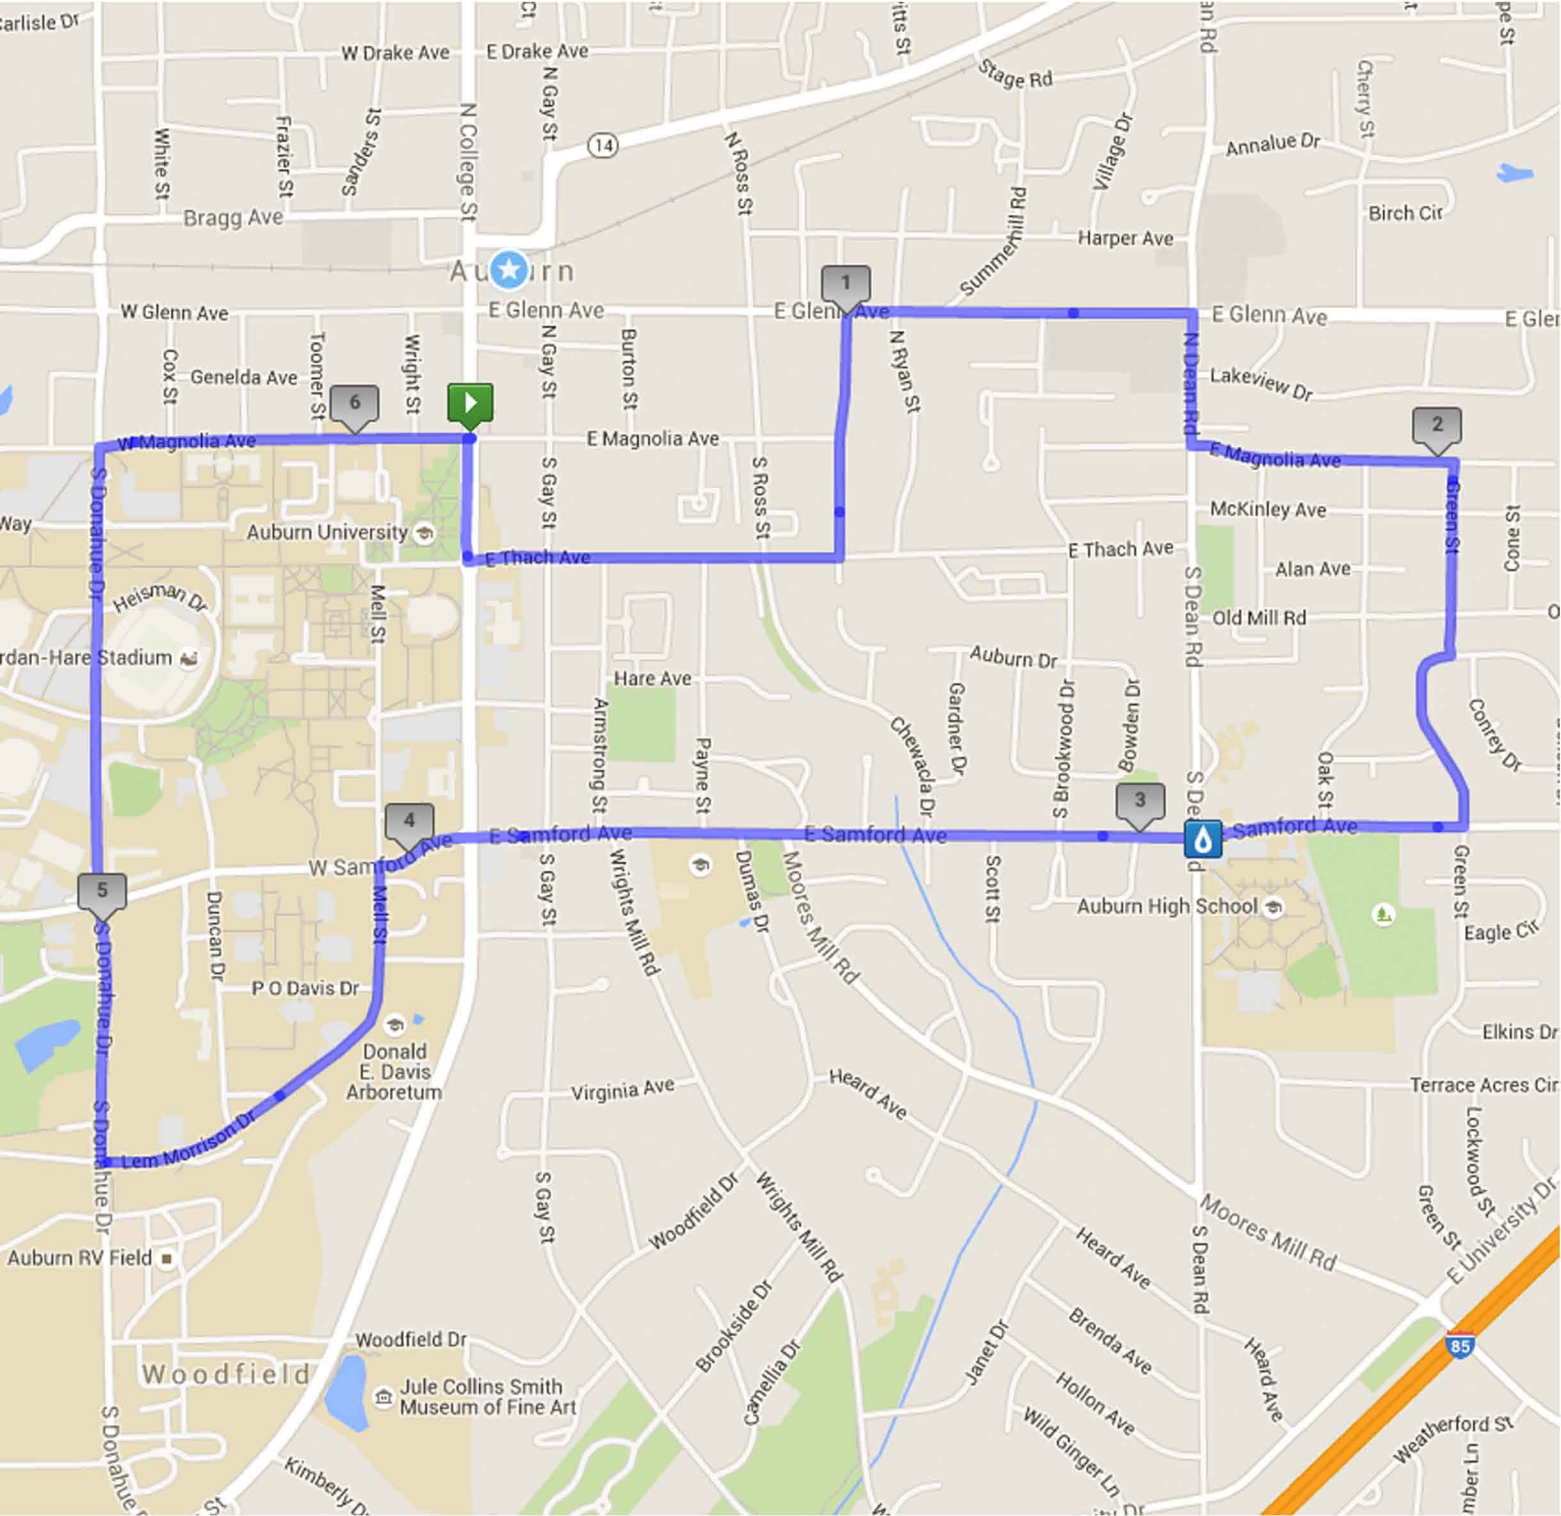 Carlisle Dr
W Drake Ave
E Drake Ave
Stage Rd
N Gay St
N College St
White St
Frazier St
Sanders St
14
N Ross St
Village Dr
Annalue Dr
Cherry St
Bragg Ave
Summerhill Rd
Harper Ave
Birch Cir
Auburn
1
W Glenn Ave
E Glenn Ave
E Glenn Ave
E Glenn Ave
E Gler
Cox St
Genelda Ave
Toomer St
Wright St
N Gay St
Burton St
N Ryan St
N Dean Rd
Lakeview Dr
6
2
W Magnolia Ave
E Magnolia Ave
E Magnolia Ave
S Donahue Dr
S Gay St
S Ross St
McKinley Ave
Green St
Cone St
Way
Auburn University
E Thach Ave
E Thach Ave
Alan Ave
Heisman Dr
Mell St
S Dean Rd
Old Mill Rd
rdan-Hare Stadium
Hare Ave
Auburn Dr
Armstrong St
Payne St
Chewacla Dr
Gardner Dr
S Brookwood Dr
Bowden Dr
Oak St
Conrey Dr
3
4
W Samford Ave
E Samford Ave
E Samford Ave
Samford Ave
5
S Donahue Dr
Duncan Dr
Mell St
S Gay St
Wrights Mill Rd
Dumas Dr
Moores Mill Rd
Scott St
Auburn High School
Green St
Eagle Cir
P O Davis Dr
Donald
E. Davis
Arboretum
Elkins Dr
Virginia Ave
Heard Ave
Terrace Acres Cir
Lem Morrison Dr
S Donahue Dr
S Gay St
Woodfield Dr
Wrights Mill Rd
Lockwood St
Green St
E University Dr
Moores Mill Rd
Auburn RV Field
Heard Ave
S Dean Rd
Woodfield Dr
Brookside Dr
Camellia Dr
Janet Dr
Brenda Ave
Heard Ave
85
Woodfield
Jule Collins Smith
Museum of Fine Art
Hollon Ave
Wild Ginger Ln
Weatherford St
S Donahue
Kimberly D
St
mber Ln